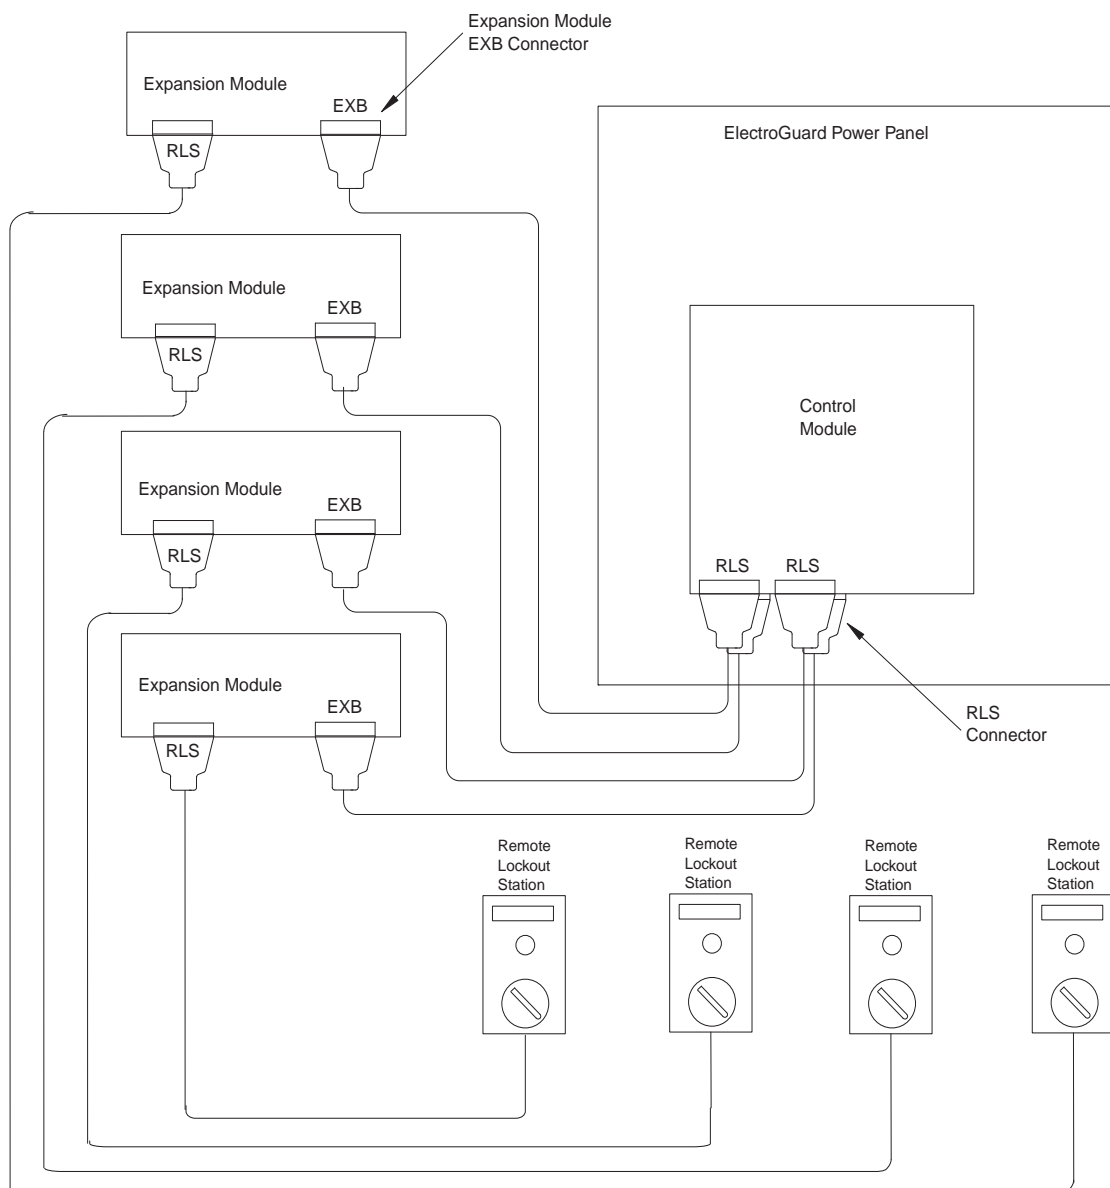 Expansion Module
EXB Connector
Expansion Module
EXB
RLS
ElectroGuard Power Panel
Expansion Module
EXB
RLS
Control
Module
Expansion Module
EXB
RLS
RLS
RLS
Expansion Module
EXB
RLS
RLS
Connector
Remote
Lockout
Station
Remote
Lockout
Station
Remote
Lockout
Station
Remote
Lockout
Station